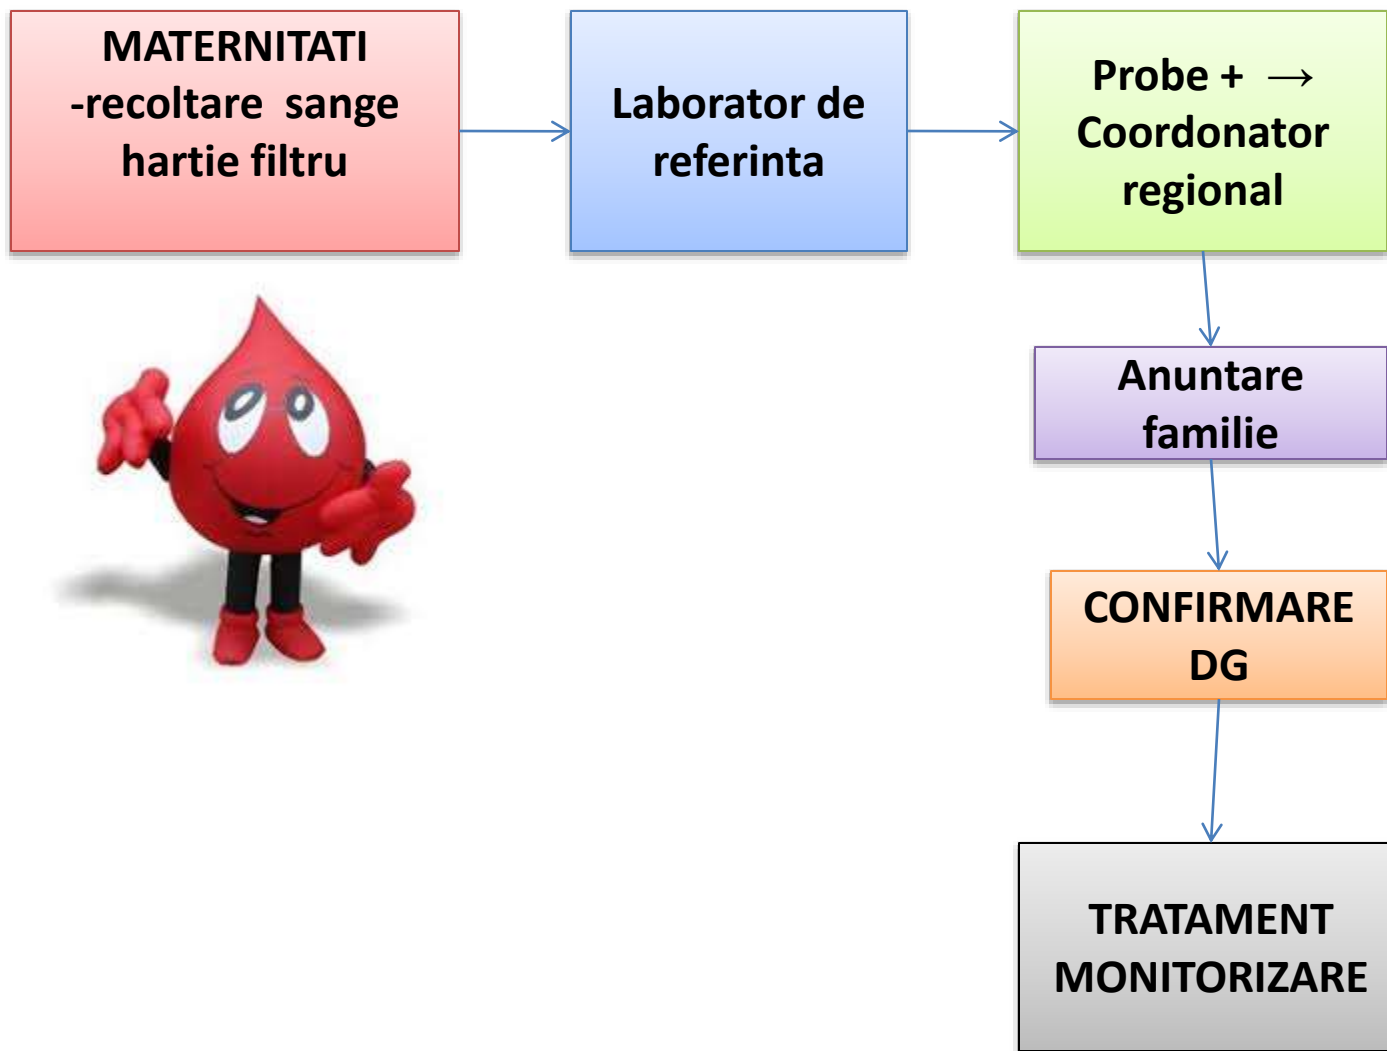 MATERNITATI
-recoltare sange
hartie filtru
Laborator de
referinta
Probe + →
Coordonator
regional
Anuntare
familie
CONFIRMARE
DG
TRATAMENT
MONITORIZARE